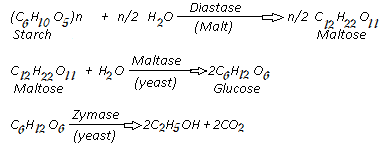 (C6H10O5)n + n/2 H2O Diastase (Malt) n/2 C12H22O11
Starch Maltose
C12H22O11 + H2O Maltase (yeast) 2C6H12O6
Maltose Glucose
C6H12O6 Zymase (yeast) 2C2H5OH + 2CO2